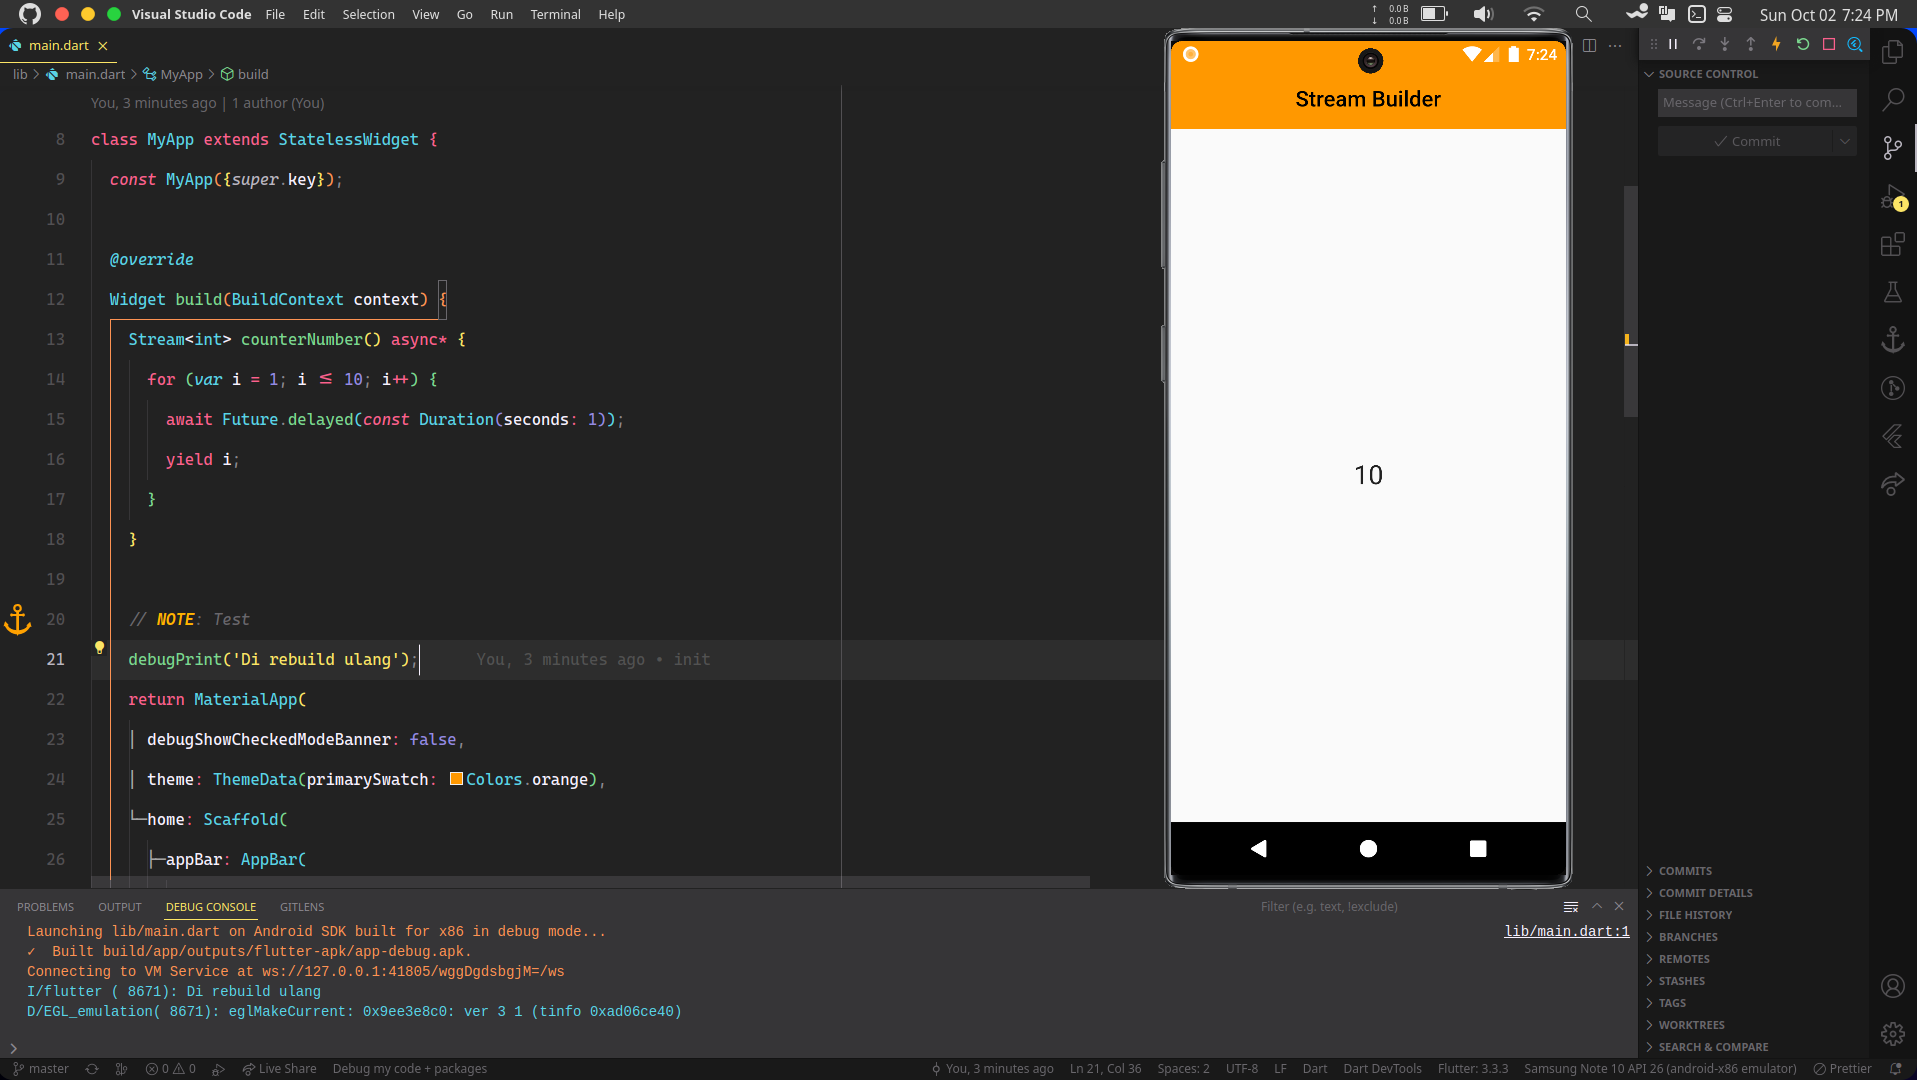 Visual Studio Code File Edit Selection View Go Run Terminal Help
↑ 0.0 B
↓ 0.0 B
Sun Oct 02 7:24 PM
main.dart
lib > main.dart > MyApp > build
You, 3 minutes ago | 1 author (You)
8 class MyApp extends StatelessWidget {
9 const MyApp({super.key});
10
11 @override
12 Widget build(BuildContext context) {
13 Stream<int> counterNumber() async* {
14 for (var i = 1; i ≤ 10; i++) {
15 await Future.delayed(const Duration(seconds: 1));
16 yield i;
17 }
18 }
19
20 // NOTE: Test
21 debugPrint('Di rebuild ulang'); You, 3 minutes ago • init
22 return MaterialApp(
23 debugShowCheckedModeBanner: false,
24 theme: ThemeData(primarySwatch: Colors.orange),
25 home: Scaffold(
26 appBar: AppBar(
7:24
Stream Builder
10
SOURCE CONTROL
Message (Ctrl+Enter to com...
Commit
1
COMMITS
COMMIT DETAILS
FILE HISTORY
BRANCHES
REMOTES
STASHES
TAGS
WORKTREES
SEARCH & COMPARE
PROBLEMS OUTPUT DEBUG CONSOLE GITLENS
Filter (e.g. text, !exclude)
Launching lib/main.dart on Android SDK built for x86 in debug mode...
lib/main.dart:1
✓ Built build/app/outputs/flutter-apk/app-debug.apk.
Connecting to VM Service at ws://127.0.0.1:41805/wggDgdsbgjM=/ws
I/flutter ( 8671): Di rebuild ulang
D/EGL_emulation( 8671): eglMakeCurrent: 0x9ee3e8c0: ver 3 1 (tinfo 0xad06ce40)
>
master 0 0 Live Share Debug my code + packages You, 3 minutes ago Ln 21, Col 36 Spaces: 2 UTF-8 LF Dart Dart DevTools Flutter: 3.3.3 Samsung Note 10 API 26 (android-x86 emulator) Prettier